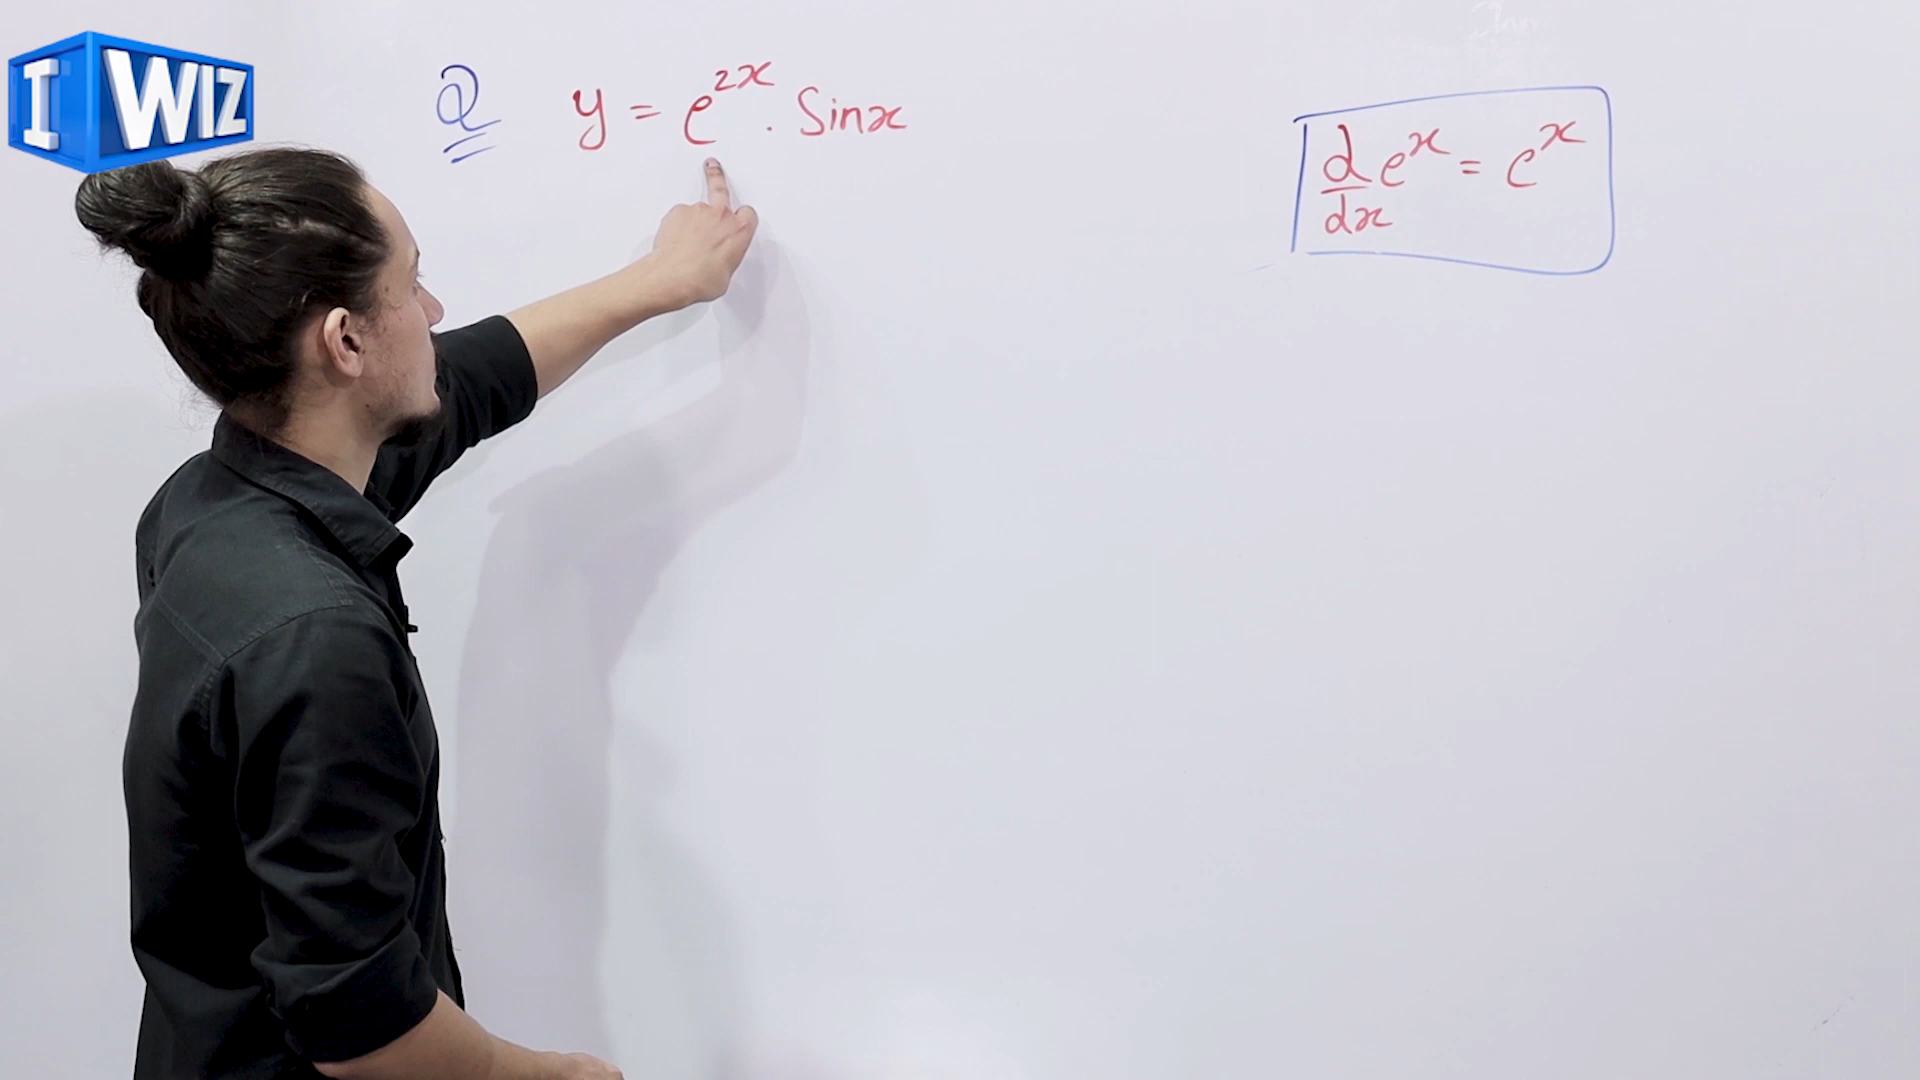 I WIZ
Q y = e^{2x} . Sinx
d/dx e^x = e^x